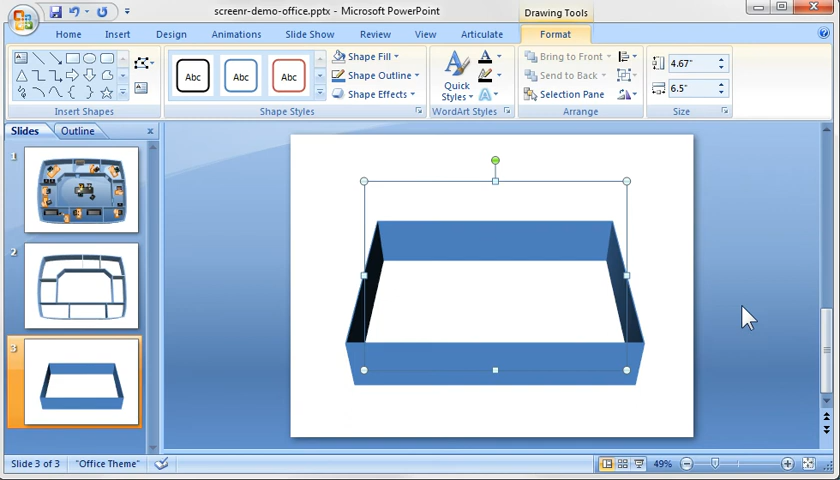 screenr-demo-office.pptx - Microsoft PowerPoint
Drawing Tools
Home Insert Design Animations Slide Show Review View Articulate Format
Abc Abc Abc
Shape Fill
Shape Outline
Shape Effects
Quick
Styles
Bring to Front
Send to Back
Selection Pane
4.67"
6.5"
Insert Shapes Shape Styles WordArt Styles Arrange Size
Slides Outline
1
2
3
Slide 3 of 3 "Office Theme" 49%